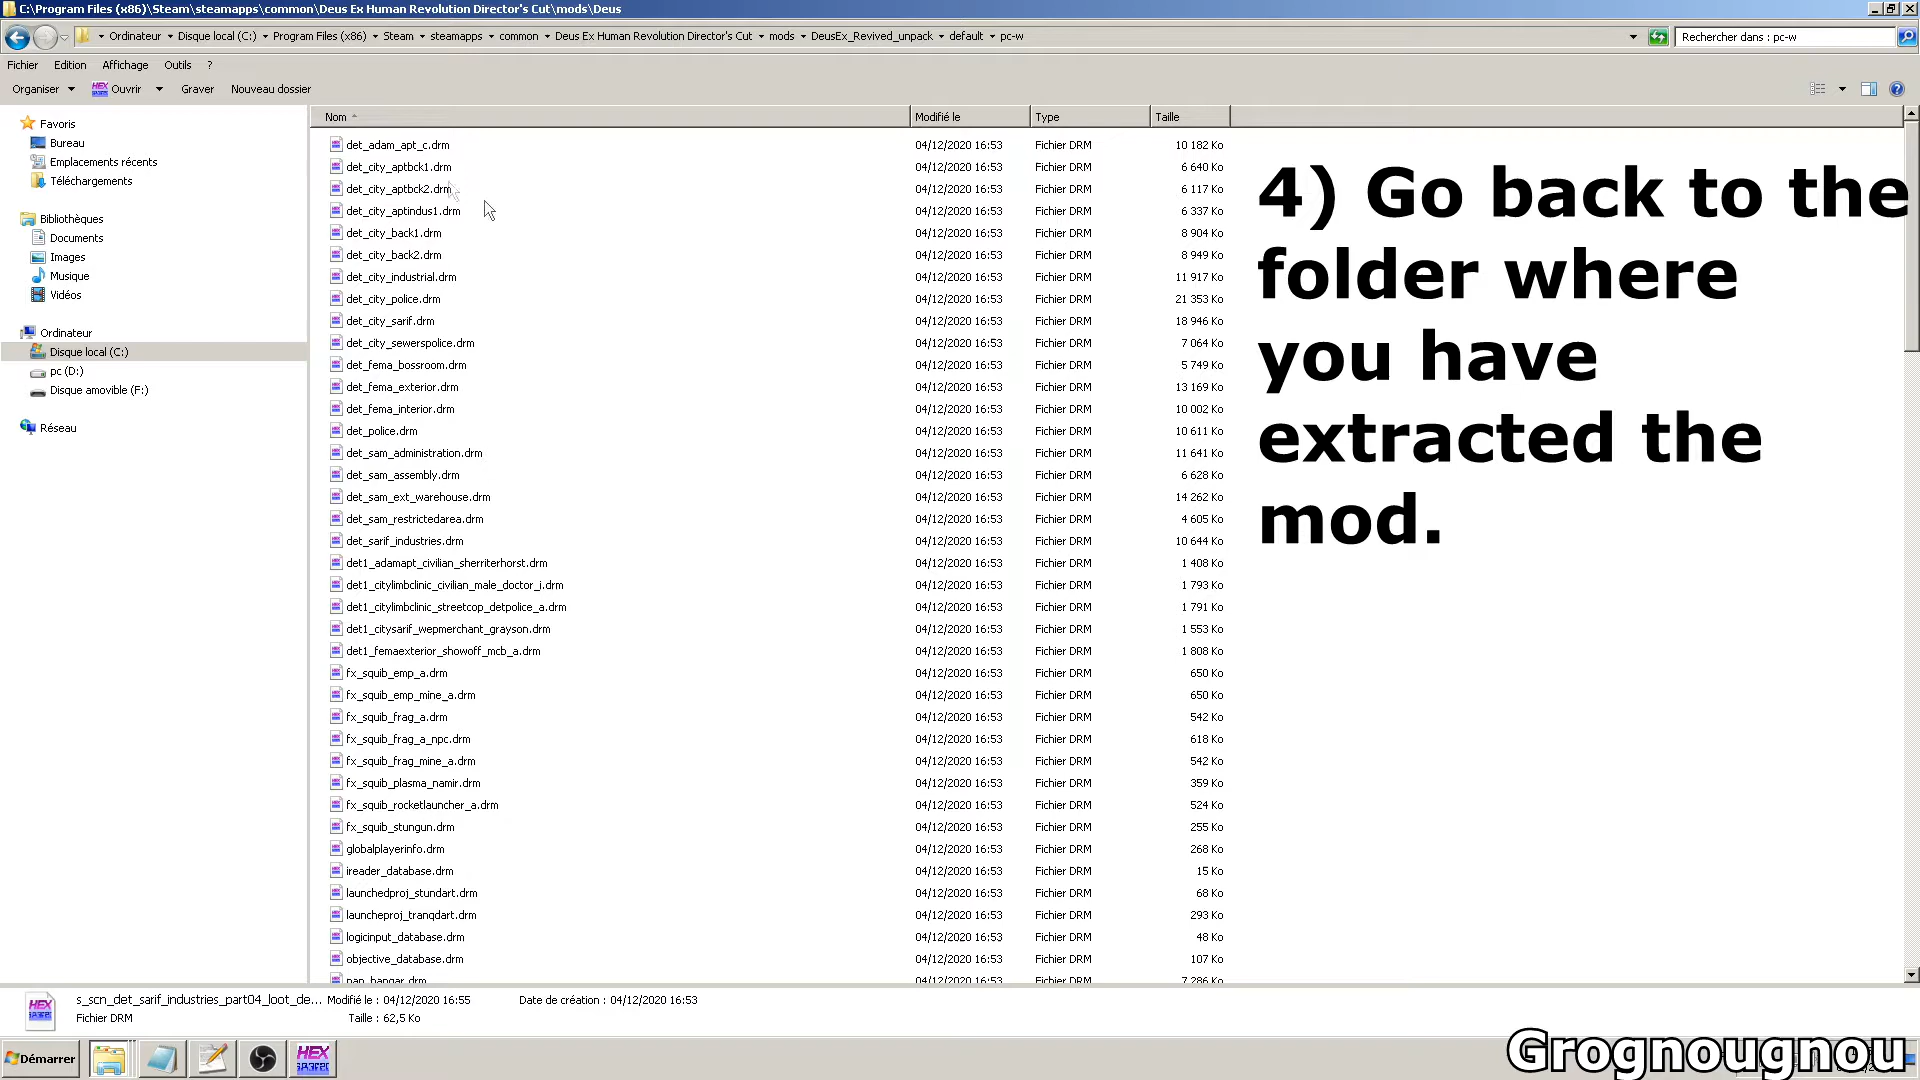 C:\Program Files (x86)\Steam\steamapps\common\Deus Ex Human Revolution Director's Cut\mods\Deus
Ordinateur Disque local (C:) Program Files (x86) Steam steamapps common Deus Ex Human Revolution Director's Cut mods DeusEx_Revived_unpack default pc-w
Rechercher dans : pc-w
Fichier Edition Affichage Outils ?
Organiser Ouvrir Graver Nouveau dossier
Favoris
Bureau
Emplacements récents
Téléchargements
Bibliothèques
Documents
Images
Musique
Vidéos
Ordinateur
Disque local (C:)
pc (D:)
Disque amovible (F:)
Réseau
Nom Modifié le Type Taille
det_adam_apt_c.drm 04/12/2020 16:53 Fichier DRM 10 182 Ko
det_city_aptbck1.drm 04/12/2020 16:53 Fichier DRM 6 640 Ko
det_city_aptbck2.drm 04/12/2020 16:53 Fichier DRM 6 117 Ko
det_city_aptindus1.drm 04/12/2020 16:53 Fichier DRM 6 337 Ko
det_city_back1.drm 04/12/2020 16:53 Fichier DRM 8 904 Ko
det_city_back2.drm 04/12/2020 16:53 Fichier DRM 8 949 Ko
det_city_industrial.drm 04/12/2020 16:53 Fichier DRM 11 917 Ko
det_city_police.drm 04/12/2020 16:53 Fichier DRM 21 353 Ko
det_city_sarif.drm 04/12/2020 16:53 Fichier DRM 18 946 Ko
det_city_sewerspolice.drm 04/12/2020 16:53 Fichier DRM 7 064 Ko
det_fema_bossroom.drm 04/12/2020 16:53 Fichier DRM 5 749 Ko
det_fema_exterior.drm 04/12/2020 16:53 Fichier DRM 13 169 Ko
det_fema_interior.drm 04/12/2020 16:53 Fichier DRM 10 002 Ko
det_police.drm 04/12/2020 16:53 Fichier DRM 10 611 Ko
det_sam_administration.drm 04/12/2020 16:53 Fichier DRM 11 641 Ko
det_sam_assembly.drm 04/12/2020 16:53 Fichier DRM 6 628 Ko
det_sam_ext_warehouse.drm 04/12/2020 16:53 Fichier DRM 14 262 Ko
det_sam_restrictedarea.drm 04/12/2020 16:53 Fichier DRM 4 605 Ko
det_sarif_industries.drm 04/12/2020 16:53 Fichier DRM 10 644 Ko
det1_adamapt_civilian_sherriterhorst.drm 04/12/2020 16:53 Fichier DRM 1 408 Ko
det1_citylimbclinic_civilian_male_doctor_i.drm 04/12/2020 16:53 Fichier DRM 1 793 Ko
det1_citylimbclinic_streetcop_detpolice_a.drm 04/12/2020 16:53 Fichier DRM 1 791 Ko
det1_citysarif_wepmerchant_grayson.drm 04/12/2020 16:53 Fichier DRM 1 553 Ko
det1_femaexterior_showoff_mcb_a.drm 04/12/2020 16:53 Fichier DRM 1 808 Ko
fx_squib_emp_a.drm 04/12/2020 16:53 Fichier DRM 650 Ko
fx_squib_emp_mine_a.drm 04/12/2020 16:53 Fichier DRM 650 Ko
fx_squib_frag_a.drm 04/12/2020 16:53 Fichier DRM 542 Ko
fx_squib_frag_a_npc.drm 04/12/2020 16:53 Fichier DRM 618 Ko
fx_squib_frag_mine_a.drm 04/12/2020 16:53 Fichier DRM 542 Ko
fx_squib_plasma_namir.drm 04/12/2020 16:53 Fichier DRM 359 Ko
fx_squib_rocketlauncher_a.drm 04/12/2020 16:53 Fichier DRM 524 Ko
fx_squib_stungun.drm 04/12/2020 16:53 Fichier DRM 255 Ko
globalplayerinfo.drm 04/12/2020 16:53 Fichier DRM 268 Ko
ireader_database.drm 04/12/2020 16:53 Fichier DRM 15 Ko
launchedproj_stundart.drm 04/12/2020 16:53 Fichier DRM 68 Ko
launcheproj_tranqdart.drm 04/12/2020 16:53 Fichier DRM 293 Ko
logicinput_database.drm 04/12/2020 16:53 Fichier DRM 48 Ko
objective_database.drm 04/12/2020 16:53 Fichier DRM 107 Ko
pan_hangar.drm 04/12/2020 16:53 Fichier DRM 7 286 Ko
4) Go back to the
folder where
you have
extracted the
mod.
s_scn_det_sarif_industries_part04_loot_de... Modifié le : 04/12/2020 16:55 Date de création : 04/12/2020 16:53
Fichier DRM Taille : 62,5 Ko
Démarrer
Grognougnou